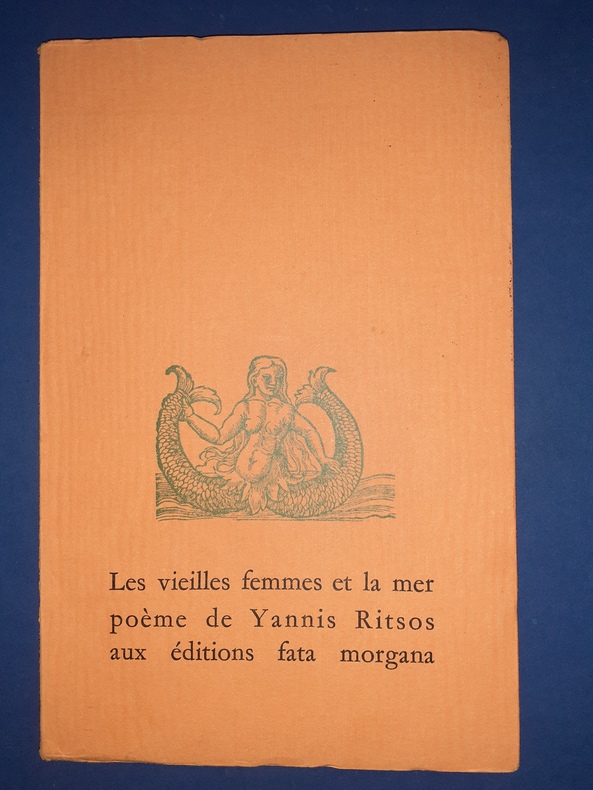 Les vieilles femmes et la mer
poème de Yannis Ritsos
aux éditions fata morgana